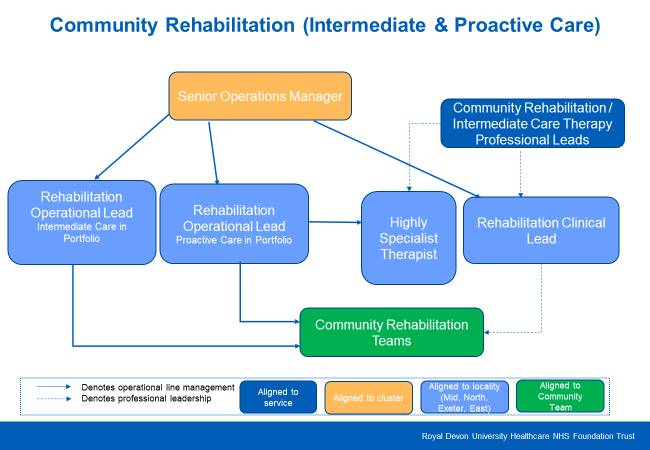 Community Rehabilitation (Intermediate & Proactive Care)
Senior Operations Manager
Community Rehabilitation /
Intermediate Care Therapy
Professional Leads
Rehabilitation
Operational Lead
Intermediate Care in
Portfolio
Rehabilitation
Operational Lead
Proactive Care in Portfolio
Highly
Specialist
Therapist
Rehabilitation Clinical
Lead
Community Rehabilitation
Teams
Denotes operational line management
Denotes professional leadership
Aligned to
service
Aligned to cluster
Aligned to locality
(Mid, North,
Exeter, East)
Aligned to
Community
Team
Royal Devon University Healthcare NHS Foundation Trust